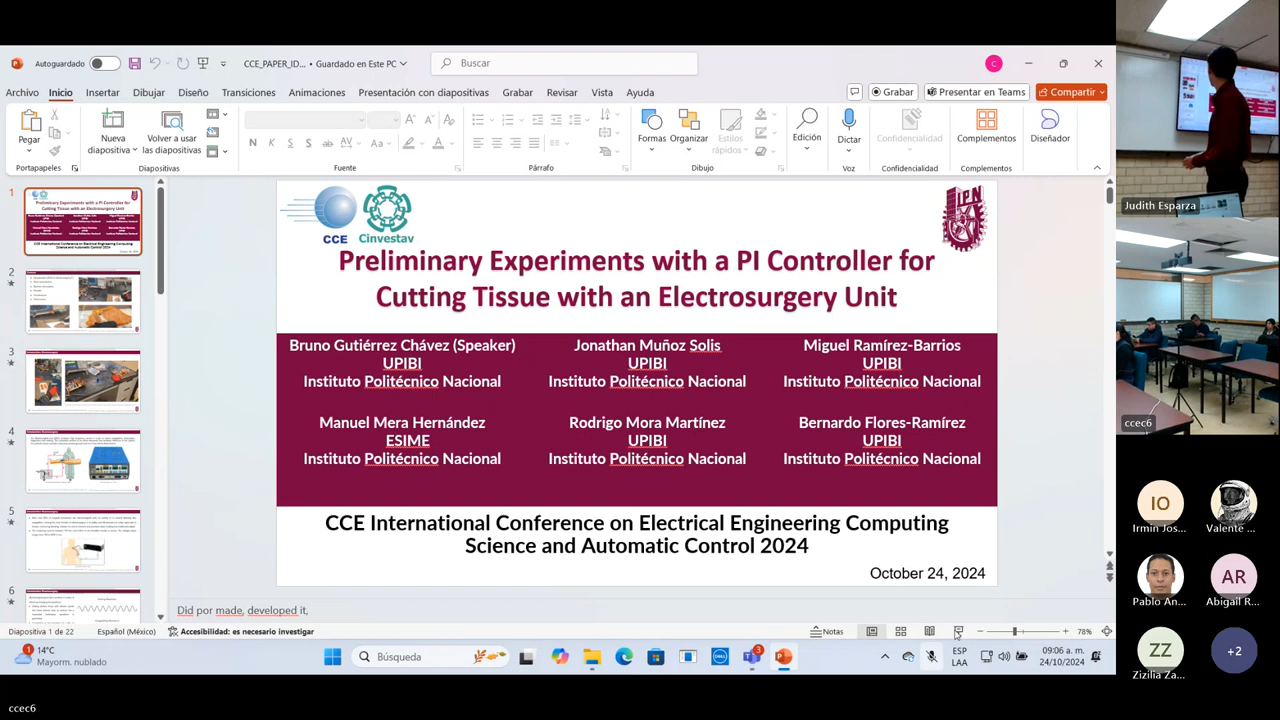 Autoguardado
CCE_PAPER_ID... • Guardado en Este PC
Buscar
C
Archivo Inicio Insertar Dibujar Diseño Transiciones Animaciones Presentación con diapositivas Grabar Revisar Vista Ayuda
Grabar
Presentar en Teams
Compartir
Pegar
Nueva diapositiva
Volver a usar las diapositivas
Formas
Organizar
Estilos rápidos
Edición
Dictar
Confidencialidad
Complementos
Diseñador
Portapapeles
Diapositivas
Fuente
Párrafo
Dibujo
Voz
Confidencialidad
Complementos
1
2
3
4
5
6
CCE
Cinvestav
IPN
Preliminary Experiments with a PI Controller for
Cutting Tissue with an Electrosurgery Unit
Bruno Gutiérrez Chávez (Speaker)
UPIBI
Instituto Politécnico Nacional
Jonathan Muñoz Solis
UPIBI
Instituto Politécnico Nacional
Miguel Ramírez-Barrios
UPIBI
Instituto Politécnico Nacional
Manuel Mera Hernández
ESIME
Instituto Politécnico Nacional
Rodrigo Mora Martínez
UPIBI
Instituto Politécnico Nacional
Bernardo Flores-Ramírez
UPIBI
Instituto Politécnico Nacional
CCE International Conference on Electrical Engineering Computing
Science and Automatic Control 2024
October 24, 2024
Did por made, developed it,
Diapositiva 1 de 22
Español (México)
Accesibilidad: es necesario investigar
Notas
78%
14°C
Mayorm. nublado
Búsqueda
ESP
LAA
09:06 a. m.
24/10/2024
Judith Esparza
ccec6
IO
Irmin Jos...
Valente ...
Pablo An...
AR
Abigail R...
ZZ
Zizilia Za...
+2
ccec6